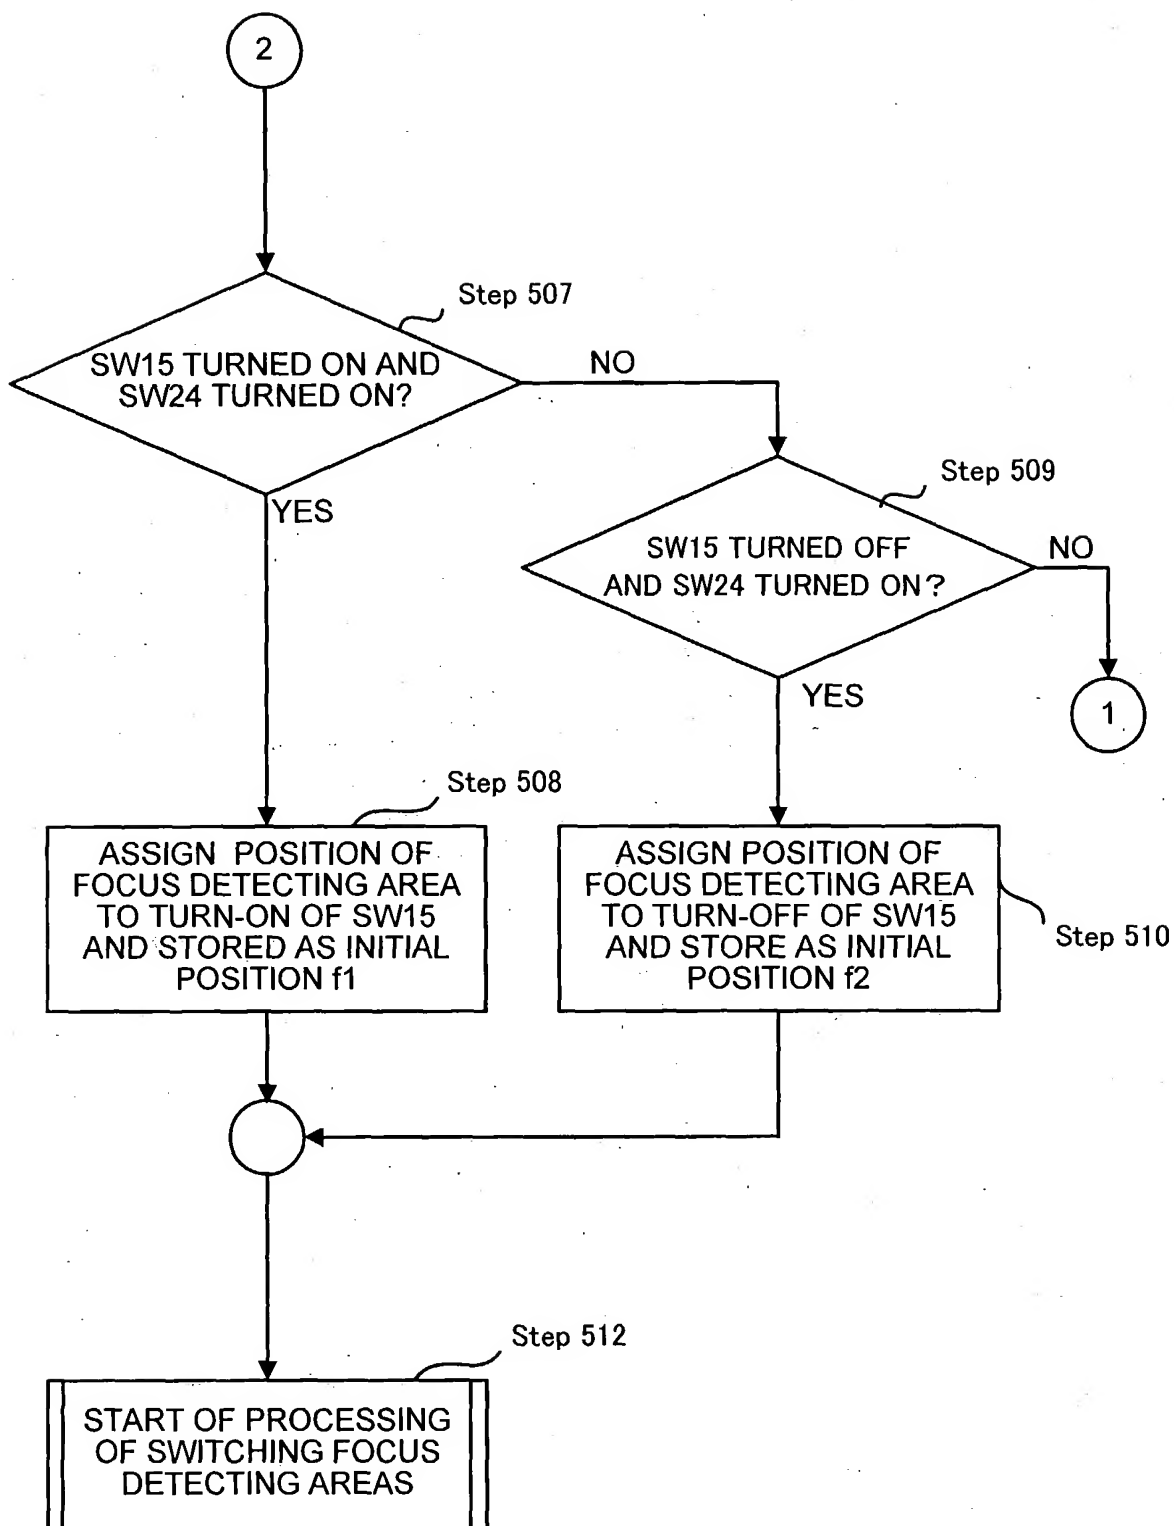 2
Step 507
SW15 TURNED ON AND
SW24 TURNED ON?
NO
YES
Step 509
SW15 TURNED OFF
AND SW24 TURNED ON?
NO
YES
1
Step 508
ASSIGN POSITION OF
FOCUS DETECTING AREA
TO TURN-ON OF SW15
AND STORED AS INITIAL
POSITION f1
ASSIGN POSITION OF
FOCUS DETECTING AREA
TO TURN-OFF OF SW15
AND STORE AS INITIAL
POSITION f2
Step 510
Step 512
START OF PROCESSING
OF SWITCHING FOCUS
DETECTING AREAS